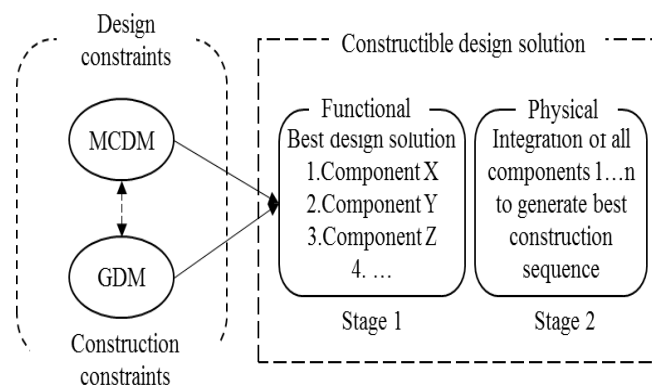 Design
constraints
MCDM
GDM
Construction
constraints
Constructible design solution
Functional
Best design solution
1.Component X
2.Component Y
3.Component Z
4. ...
Stage 1
Physical
Integration of all
components 1...n
to generate best
construction
sequence
Stage 2